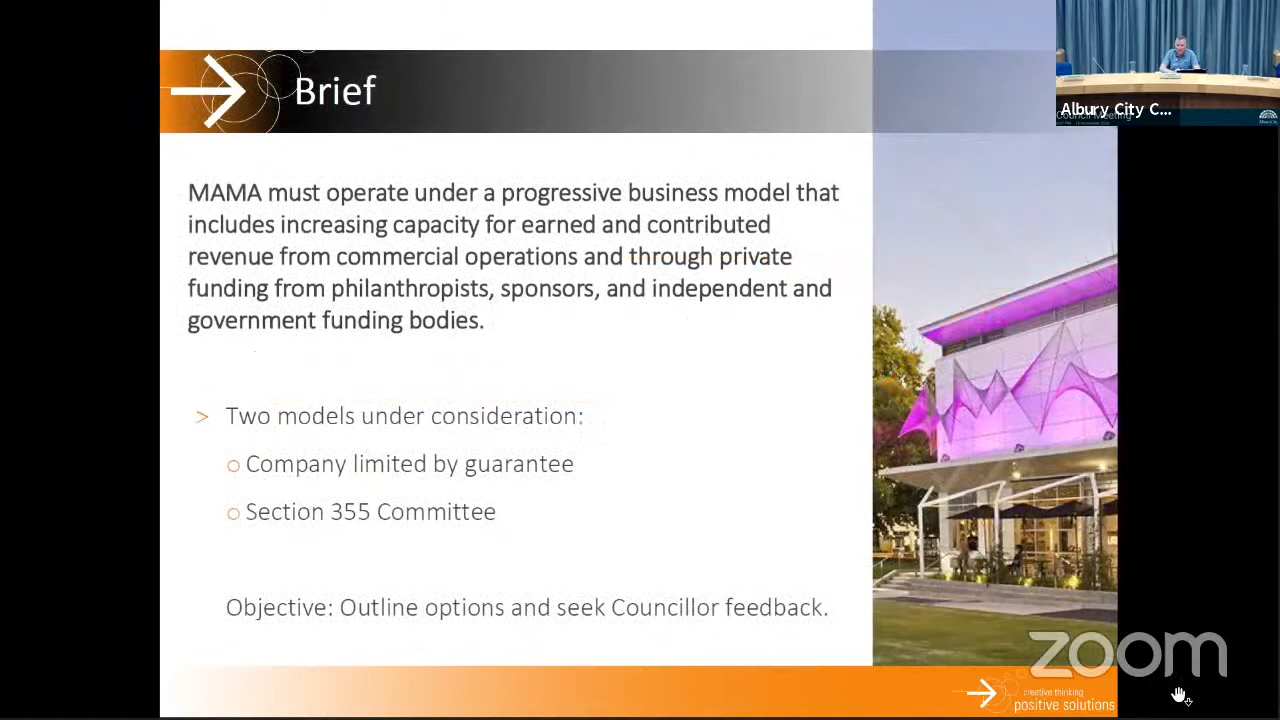 Brief
Albury City C...
Council Meeting
MAMA must operate under a progressive business model that
includes increasing capacity for earned and contributed
revenue from commercial operations and through private
funding from philanthropists, sponsors, and independent and
government funding bodies.
> Two models under consideration:
Company limited by guarantee
Section 355 Committee
Objective: Outline options and seek Councillor feedback.
zoom
creative thinking
positive solutions